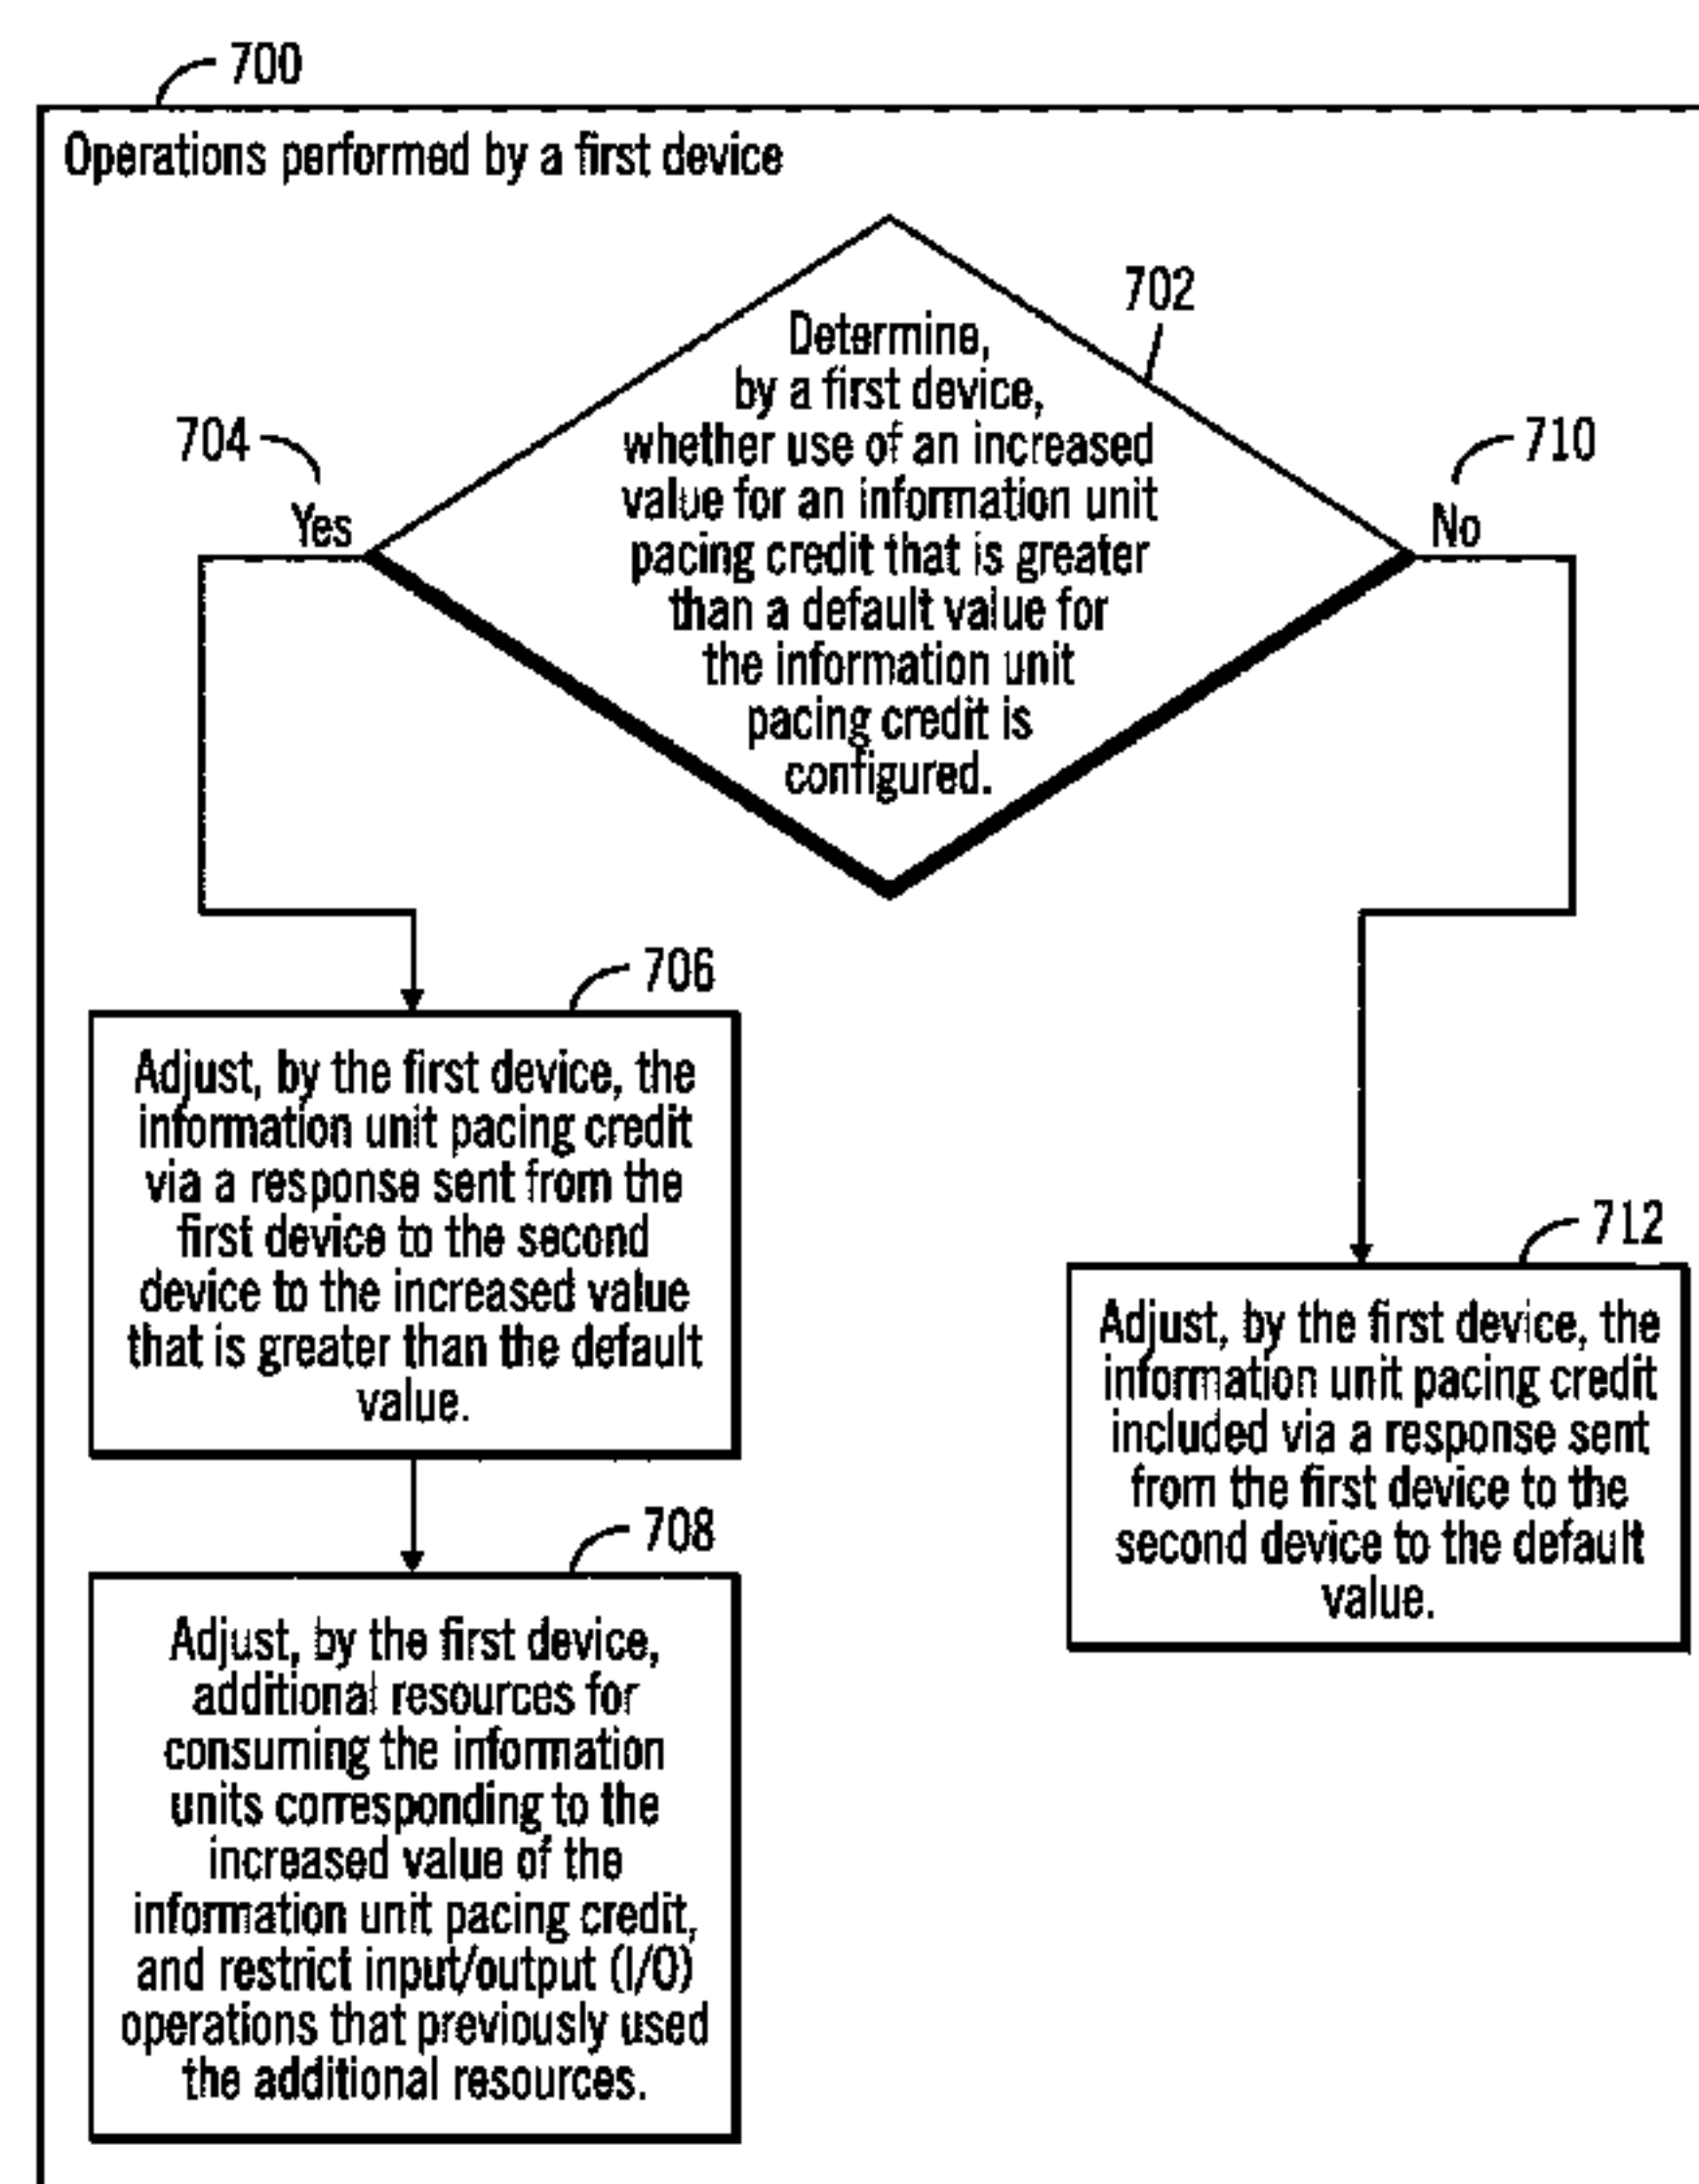 700
Operations performed by a first device
702
Determine,
by a first device,
whether use of an increased
value for an information unit
pacing credit that is greater
than a default value for
the information unit
pacing credit is
configured.
704
Yes
710
No
706
Adjust, by the first device, the
information unit pacing credit
via a response sent from the
first device to the second
device to the increased value
that is greater than the default
value.
708
Adjust, by the first device,
additional resources for
consuming the information
units corresponding to the
increased value of the
information unit pacing credit,
and restrict input/output (I/O)
operations that previously used
the additional resources.
712
Adjust, by the first device, the
information unit pacing credit
included via a response sent
from the first device to the
second device to the default
value.